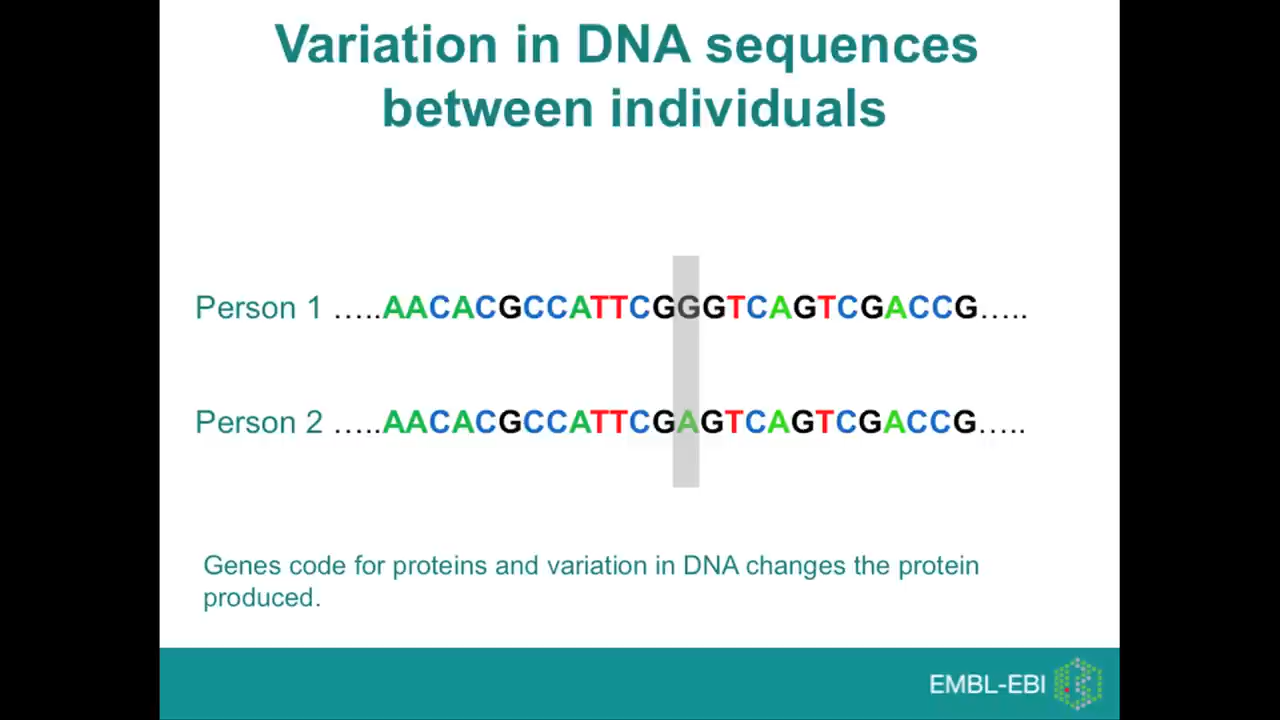 Variation in DNA sequences
between individuals
Person 1 …..AACACGCCATTCGGGTCAGTCGACCG…..
Person 2 …..AACACGCCATTCGAGTCAGTCGACCG…..
Genes code for proteins and variation in DNA changes the protein
produced.
EMBL-EBI